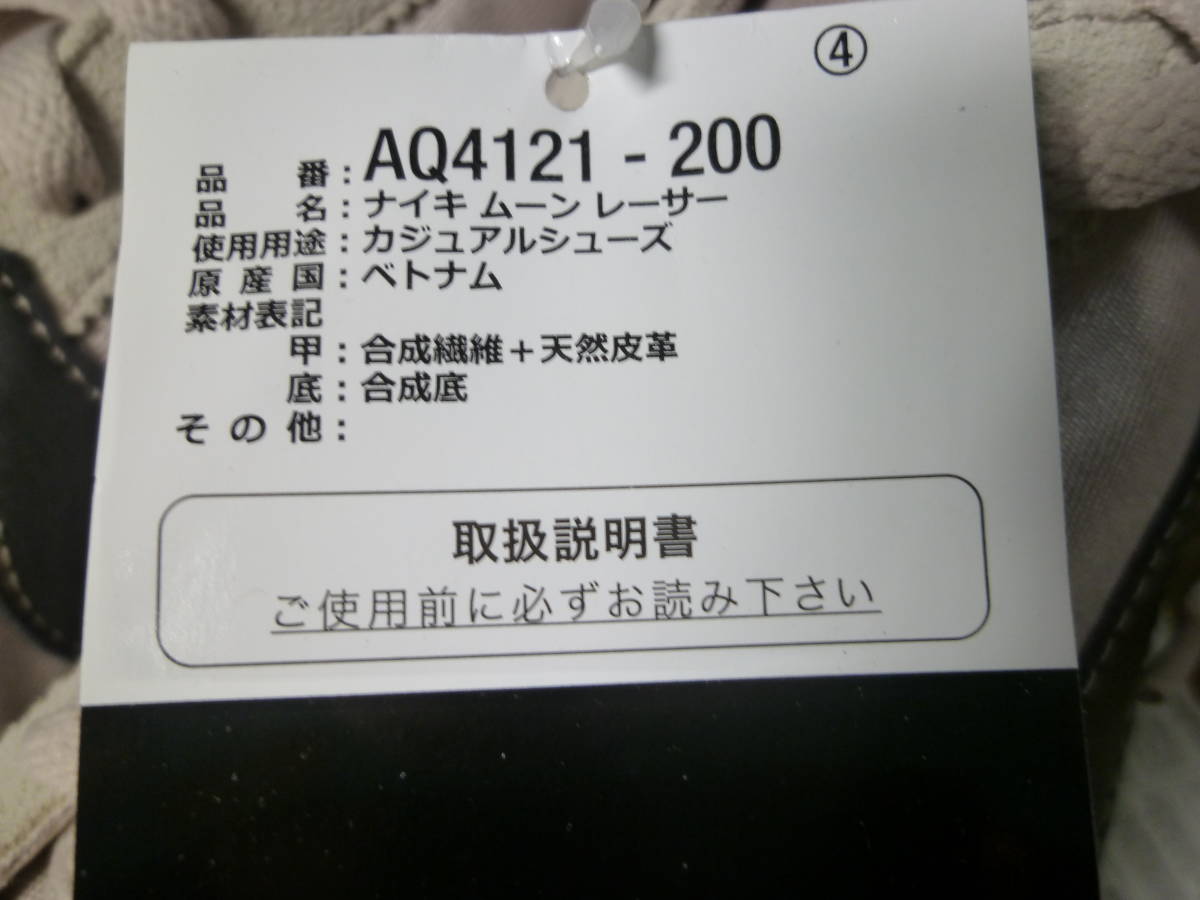 ④
品番：AQ4121 - 200
品名：ナイキ ムーン レーサー
使用用途：カジュアルシューズ
原産国：ベトナム
素材表記
甲：合成繊維＋天然皮革
底：合成底
その他：
取扱説明書
ご使用前に必ずお読み下さい